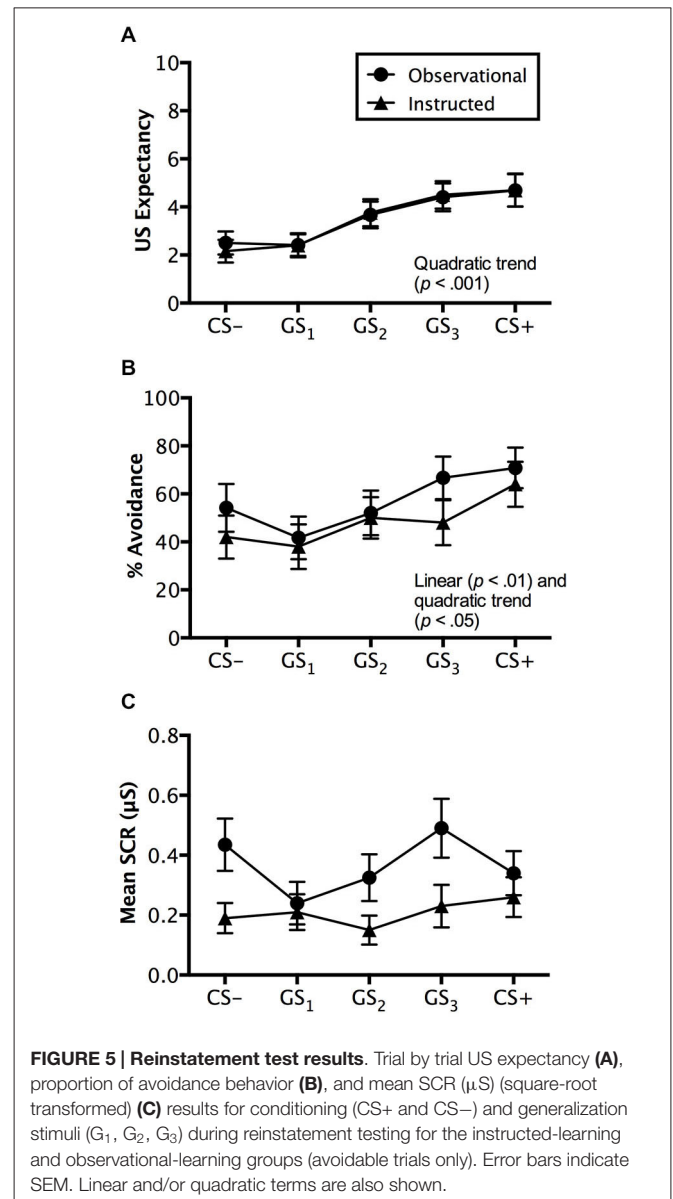 A
10
8
6
4
2
0
US Expectancy
Observational
Instructed
Quadratic trend
(p < .001)
CS− GS1 GS2 GS3 CS+
B
100
80
60
40
20
0
% Avoidance
Linear (p < .01) and
quadratic trend
(p < .05)
CS− GS1 GS2 GS3 CS+
C
0.8
0.6
0.4
0.2
0.0
Mean SCR (µS)
CS− GS1 GS2 GS3 CS+
FIGURE 5 | Reinstatement test results. Trial by trial US expectancy (A),
proportion of avoidance behavior (B), and mean SCR (µS) (square-root
transformed) (C) results for conditioning (CS+ and CS−) and generalization
stimuli (G1, G2, G3) during reinstatement testing for the instructed-learning
and observational-learning groups (avoidable trials only). Error bars indicate
SEM. Linear and/or quadratic terms are also shown.